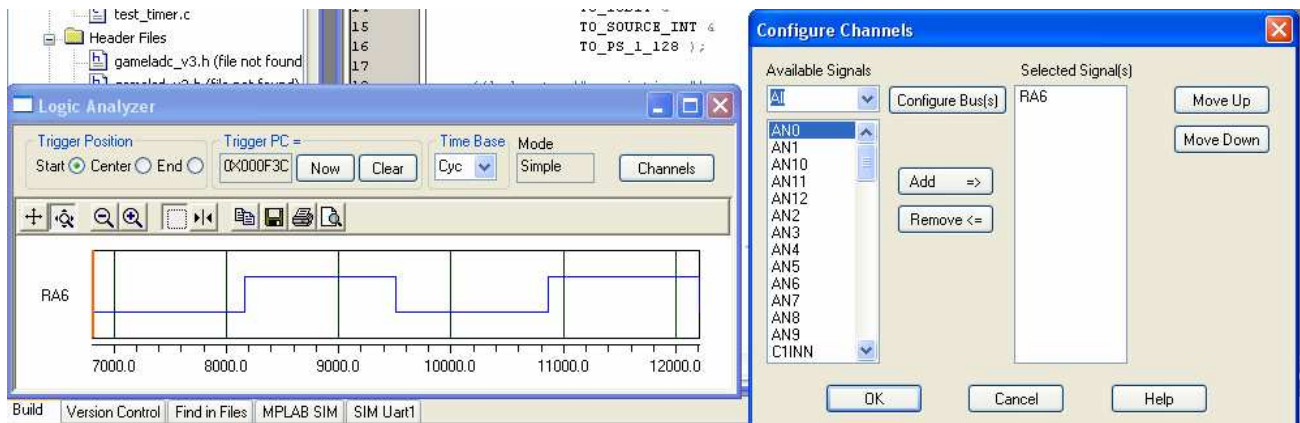 test_timer.c
Header Files
gameladc_v3.h (file not found
15
16
17
TO_SOURCE_INT &
TO_PS_1_128 );
Logic Analyzer
Trigger Position
Start Center End
Trigger PC =
0X000F3C Now Clear
Time Base
Cyc
Mode
Simple
Channels
RA6
7000.0 8000.0 9000.0 10000.0 11000.0 12000.0
Build Version Control Find in Files MPLAB SIM SIM Uart1
Configure Channels
Available Signals
All
Configure Bus(s)
AN0
AN1
AN10
AN11
AN12
AN2
AN3
AN4
AN5
AN6
AN7
AN8
AN9
C1INN
Add =>
Remove <=
Selected Signal(s)
RA6
Move Up
Move Down
OK Cancel Help